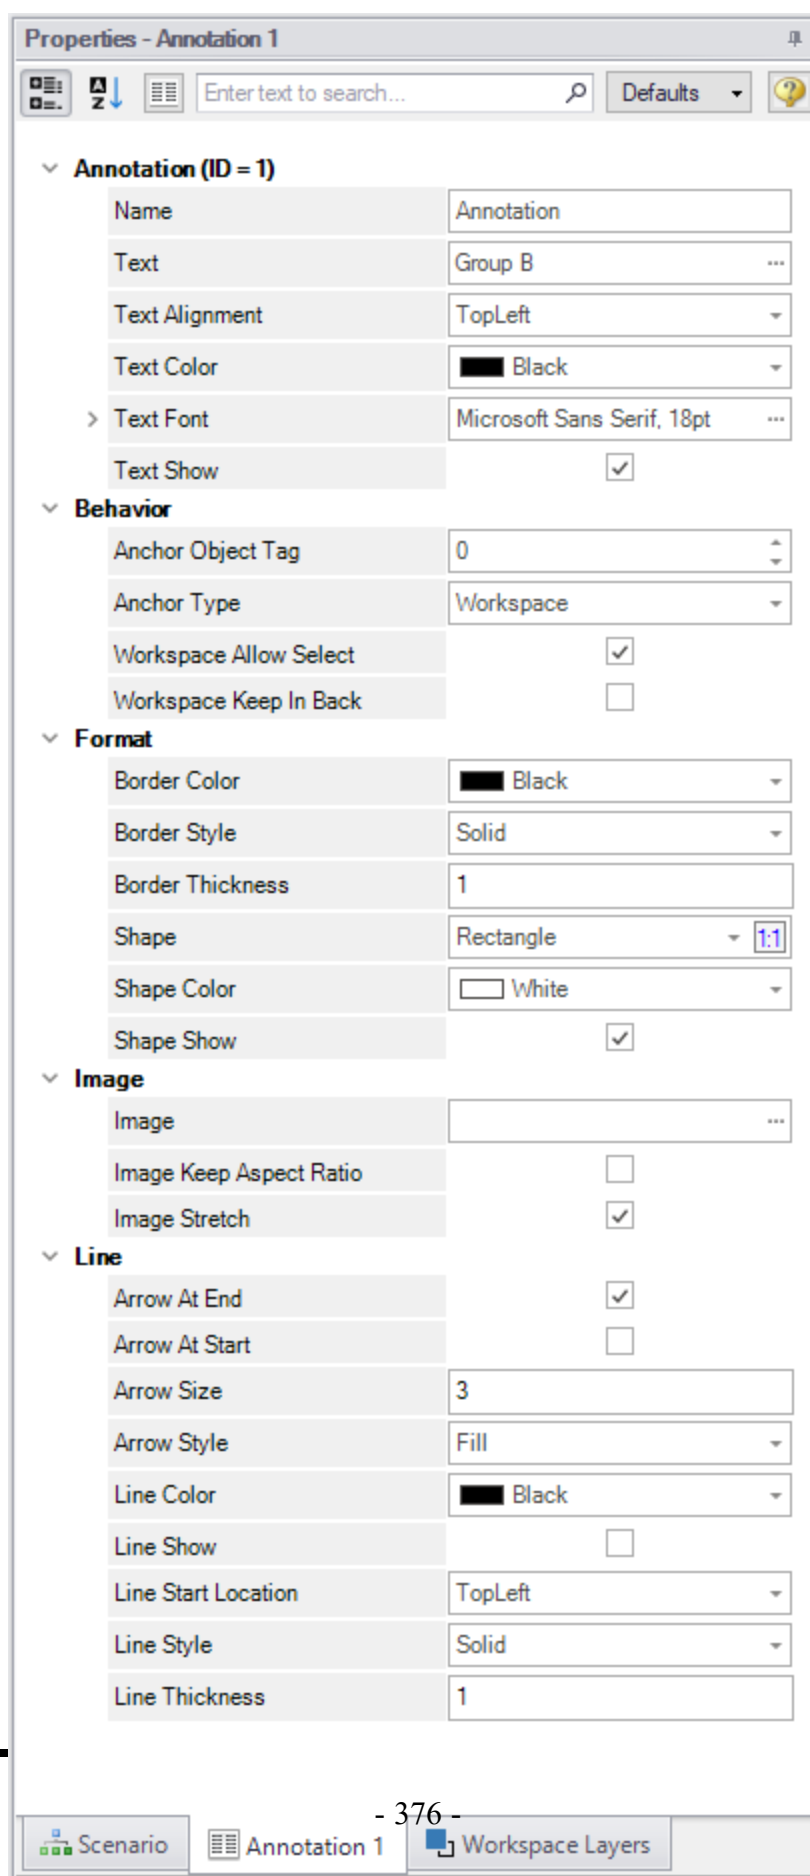 Properties - Annotation 1
Enter text to search... Defaults
Annotation (ID = 1)
Name Annotation
Text Group B ...
Text Alignment TopLeft
Text Color Black
Text Font Microsoft Sans Serif, 18pt ...
Text Show
Behavior
Anchor Object Tag 0
Anchor Type Workspace
Workspace Allow Select
Workspace Keep In Back
Format
Border Color Black
Border Style Solid
Border Thickness 1
Shape Rectangle 1:1
Shape Color White
Shape Show
Image
Image ...
Image Keep Aspect Ratio
Image Stretch
Line
Arrow At End
Arrow At Start
Arrow Size 3
Arrow Style Fill
Line Color Black
Line Show
Line Start Location TopLeft
Line Style Solid
Line Thickness 1
- 376 -
Scenario Annotation 1 Workspace Layers